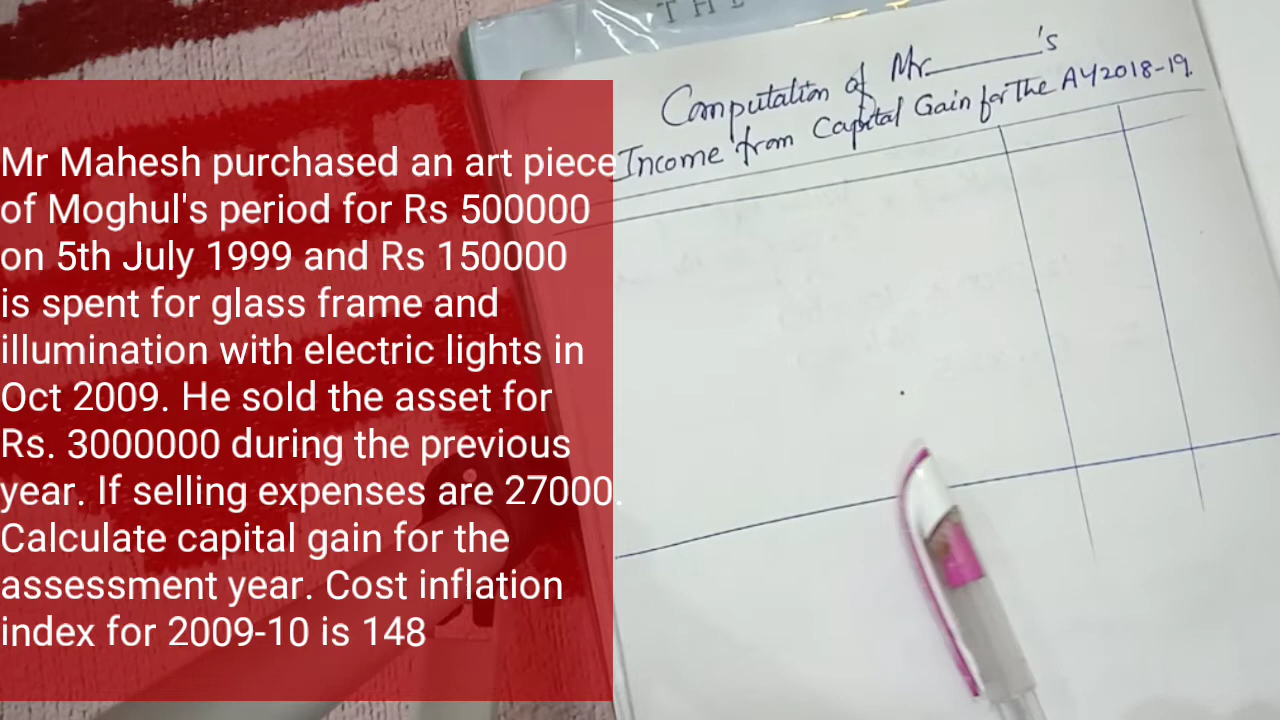 THE
Computation of Mr.______'s
Income from Capital Gain for The AY2018-19.
Mr Mahesh purchased an art piece
of Moghul's period for Rs 500000
on 5th July 1999 and Rs 150000
is spent for glass frame and
illumination with electric lights in
Oct 2009. He sold the asset for
Rs. 3000000 during the previous
year. If selling expenses are 27000.
Calculate capital gain for the
assessment year. Cost inflation
index for 2009-10 is 148